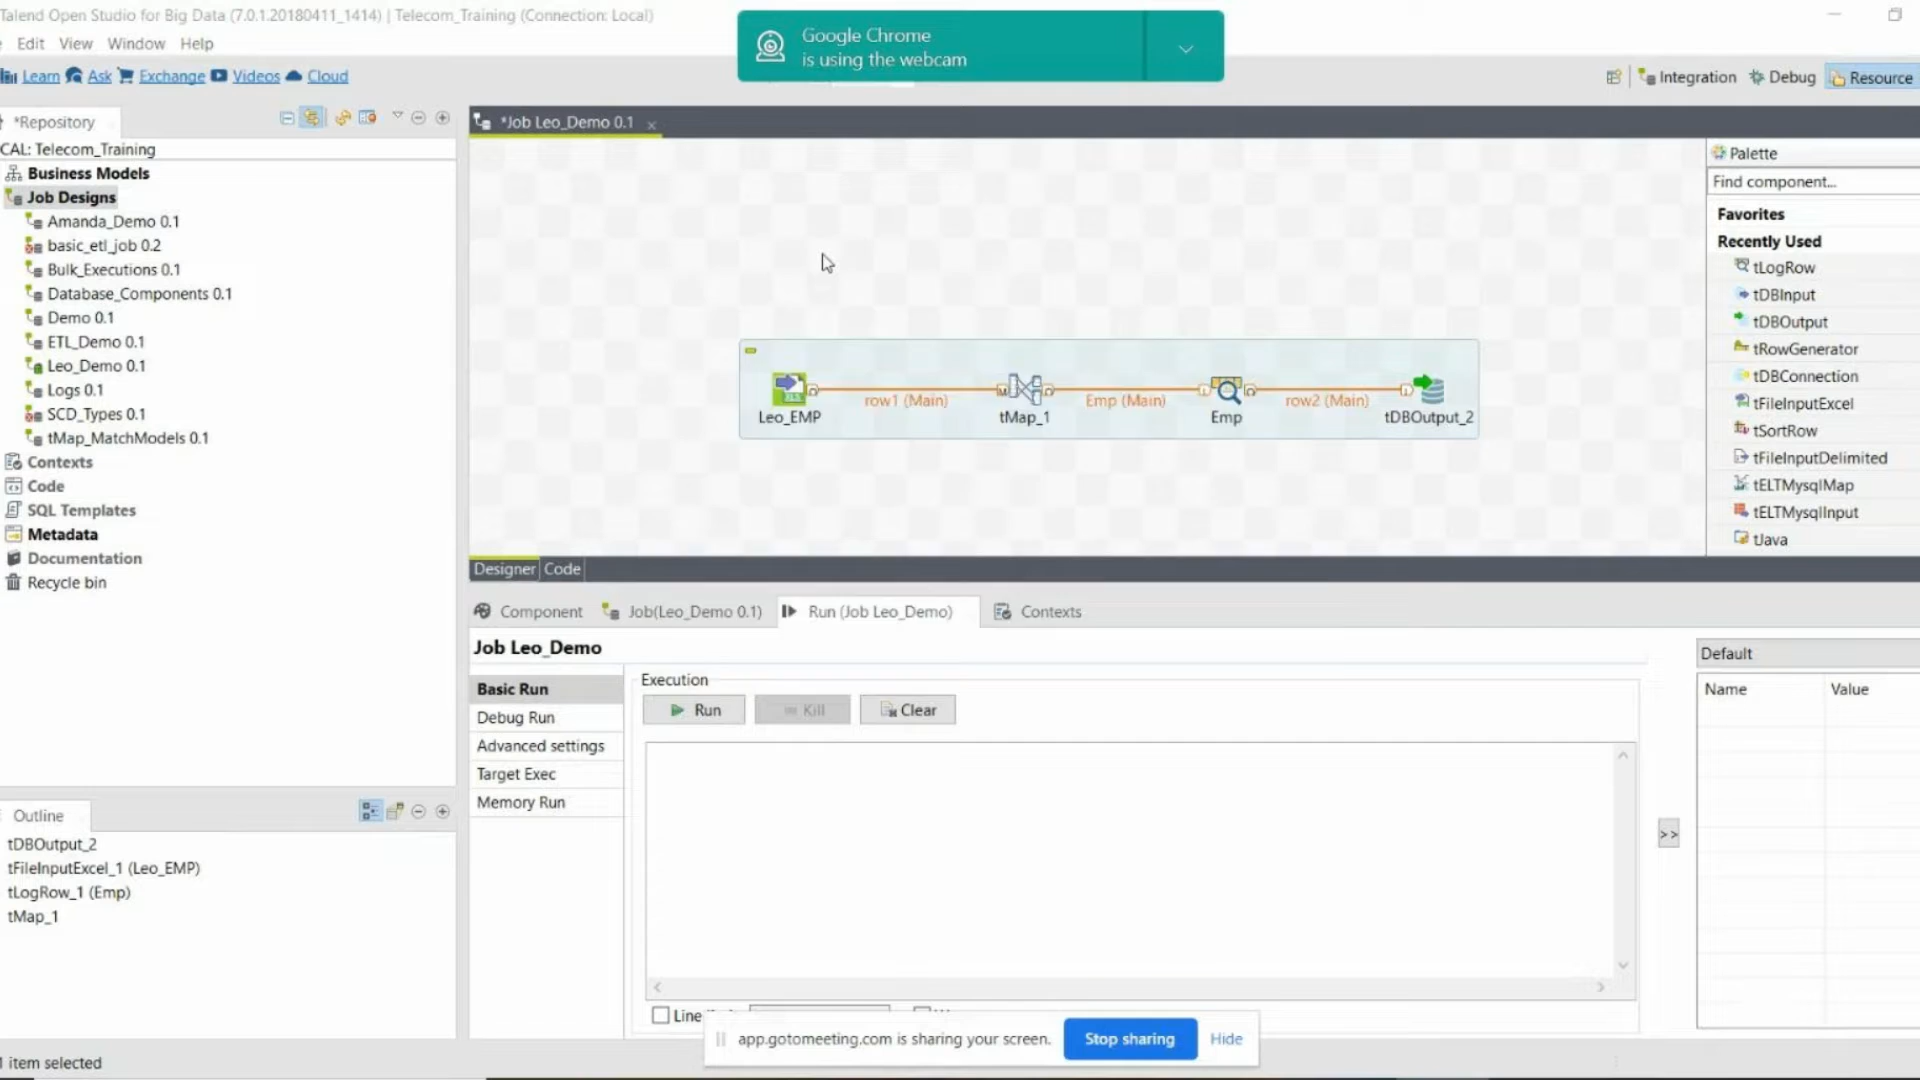 Talend Open Studio for Big Data (7.0.1.20180411_1414) | Telecom_Training (Connection: Local)
Edit View Window Help
Google Chrome
is using the webcam
Learn Ask Exchange Videos Cloud
Integration Debug Resource
*Repository
CAL: Telecom_Training
Business Models
Job Designs
Amanda_Demo 0.1
basic_etl_job 0.2
Bulk_Executions 0.1
Database_Components 0.1
Demo 0.1
ETL_Demo 0.1
Leo_Demo 0.1
Logs 0.1
SCD_Types 0.1
tMap_MatchModels 0.1
Contexts
Code
SQL Templates
Metadata
Documentation
Recycle bin
*Job Leo_Demo 0.1
XLS
Leo_EMP
row1 (Main)
tMap_1
Emp (Main)
Emp
row2 (Main)
tDBOutput_2
Palette
Find component...
Favorites
Recently Used
tLogRow
tDBInput
tDBOutput
tRowGenerator
tDBConnection
tFileInputExcel
tSortRow
tFileInputDelimited
tELTMysqlMap
tELTMysqlInput
tJava
Designer Code
Component Job(Leo_Demo 0.1) Run (Job Leo_Demo) Contexts
Job Leo_Demo
Basic Run
Debug Run
Advanced settings
Target Exec
Memory Run
Execution
Run Kill Clear
>>
Default
Name Value
Outline
tDBOutput_2
tFileInputExcel_1 (Leo_EMP)
tLogRow_1 (Emp)
tMap_1
Line
app.gotomeeting.com is sharing your screen. Stop sharing Hide
1 item selected